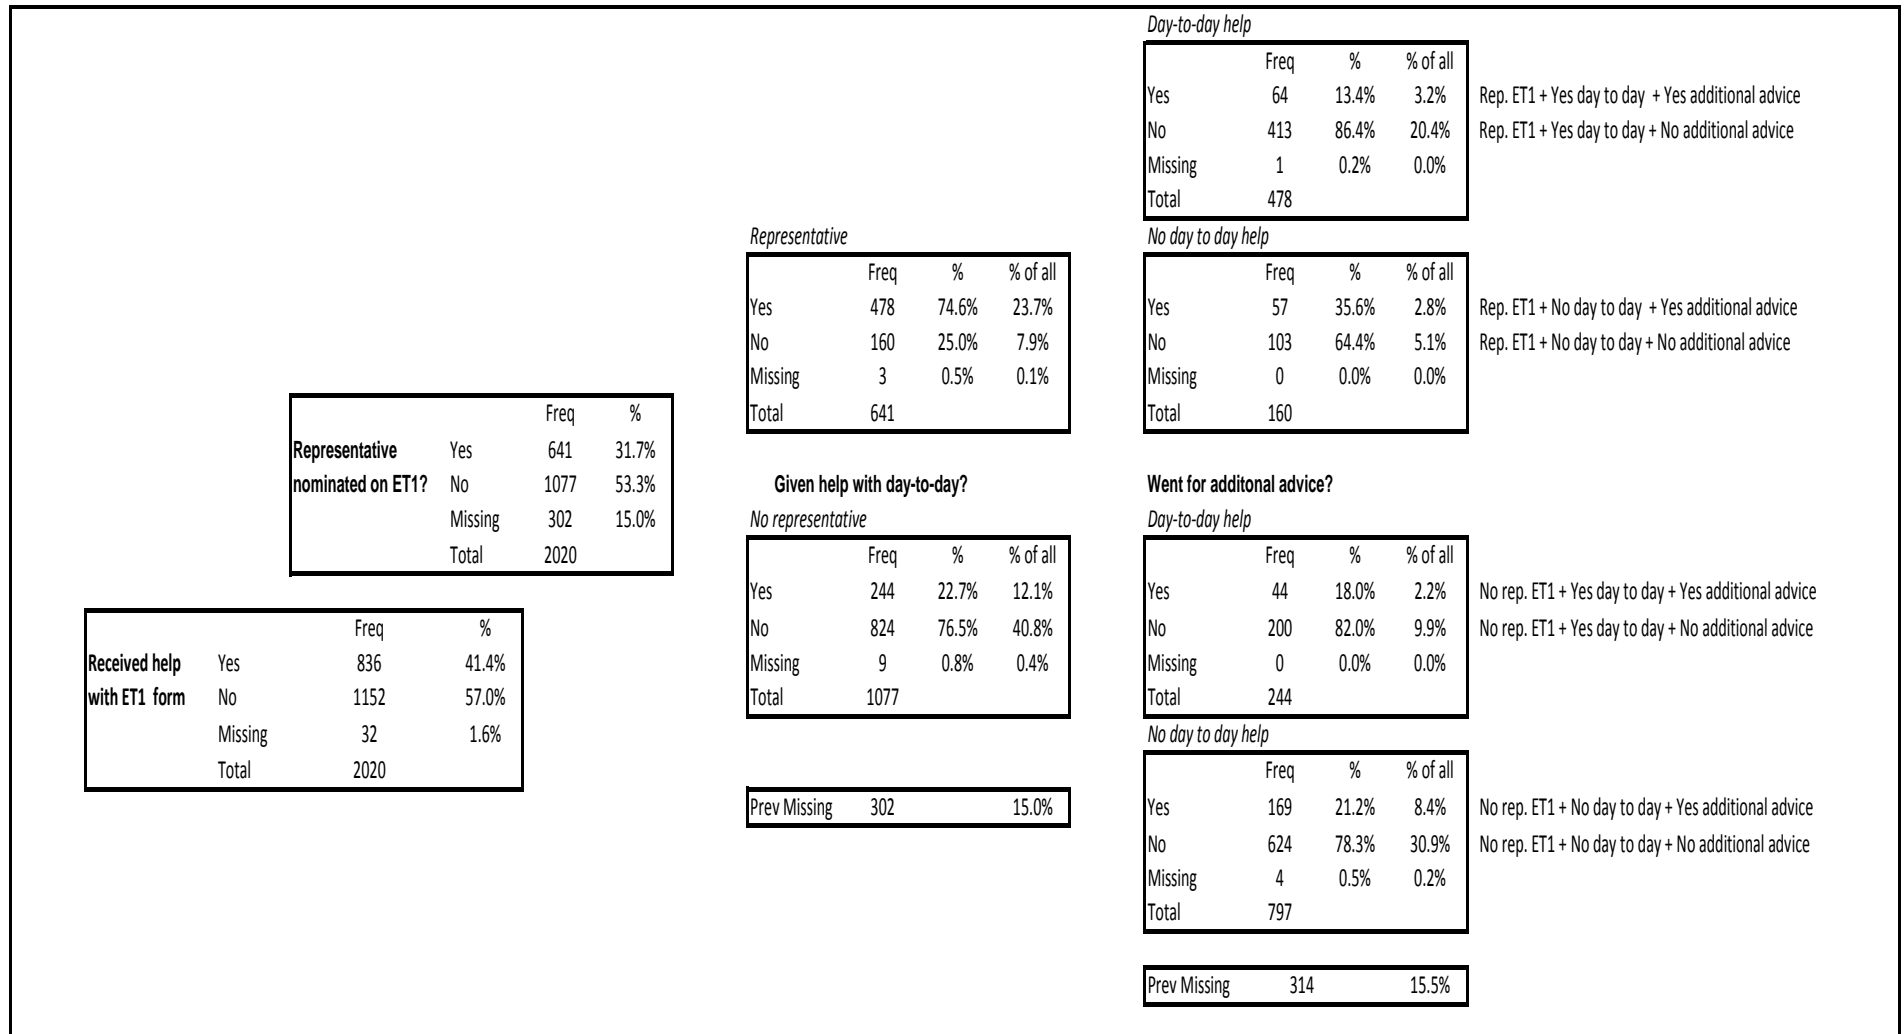 Day-to-day help
Freq % % of all
Yes 64 13.4% 3.2% Rep. ET1 + Yes day to day + Yes additional advice
No 413 86.4% 20.4% Rep. ET1 + Yes day to day + No additional advice
Missing 1 0.2% 0.0%
Total 478
Representative
Freq % % of all
Yes 478 74.6% 23.7%
No 160 25.0% 7.9%
Missing 3 0.5% 0.1%
Total 641
No day to day help
Freq % % of all
Yes 57 35.6% 2.8% Rep. ET1 + No day to day + Yes additional advice
No 103 64.4% 5.1% Rep. ET1 + No day to day + No additional advice
Missing 0 0.0% 0.0%
Total 160
Freq %
Representative Yes 641 31.7%
nominated on ET1? No 1077 53.3%
Missing 302 15.0%
Total 2020
Given help with day-to-day?
No representative
Freq % % of all
Yes 244 22.7% 12.1%
No 824 76.5% 40.8%
Missing 9 0.8% 0.4%
Total 1077
Prev Missing 302 15.0%
Went for additonal advice?
Day-to-day help
Freq % % of all
Yes 44 18.0% 2.2% No rep. ET1 + Yes day to day + Yes additional advice
No 200 82.0% 9.9% No rep. ET1 + Yes day to day + No additional advice
Missing 0 0.0% 0.0%
Total 244
Freq %
Received help Yes 836 41.4%
with ET1 form No 1152 57.0%
Missing 32 1.6%
Total 2020
No day to day help
Freq % % of all
Yes 169 21.2% 8.4% No rep. ET1 + No day to day + Yes additional advice
No 624 78.3% 30.9% No rep. ET1 + No day to day + No additional advice
Missing 4 0.5% 0.2%
Total 797
Prev Missing 314 15.5%